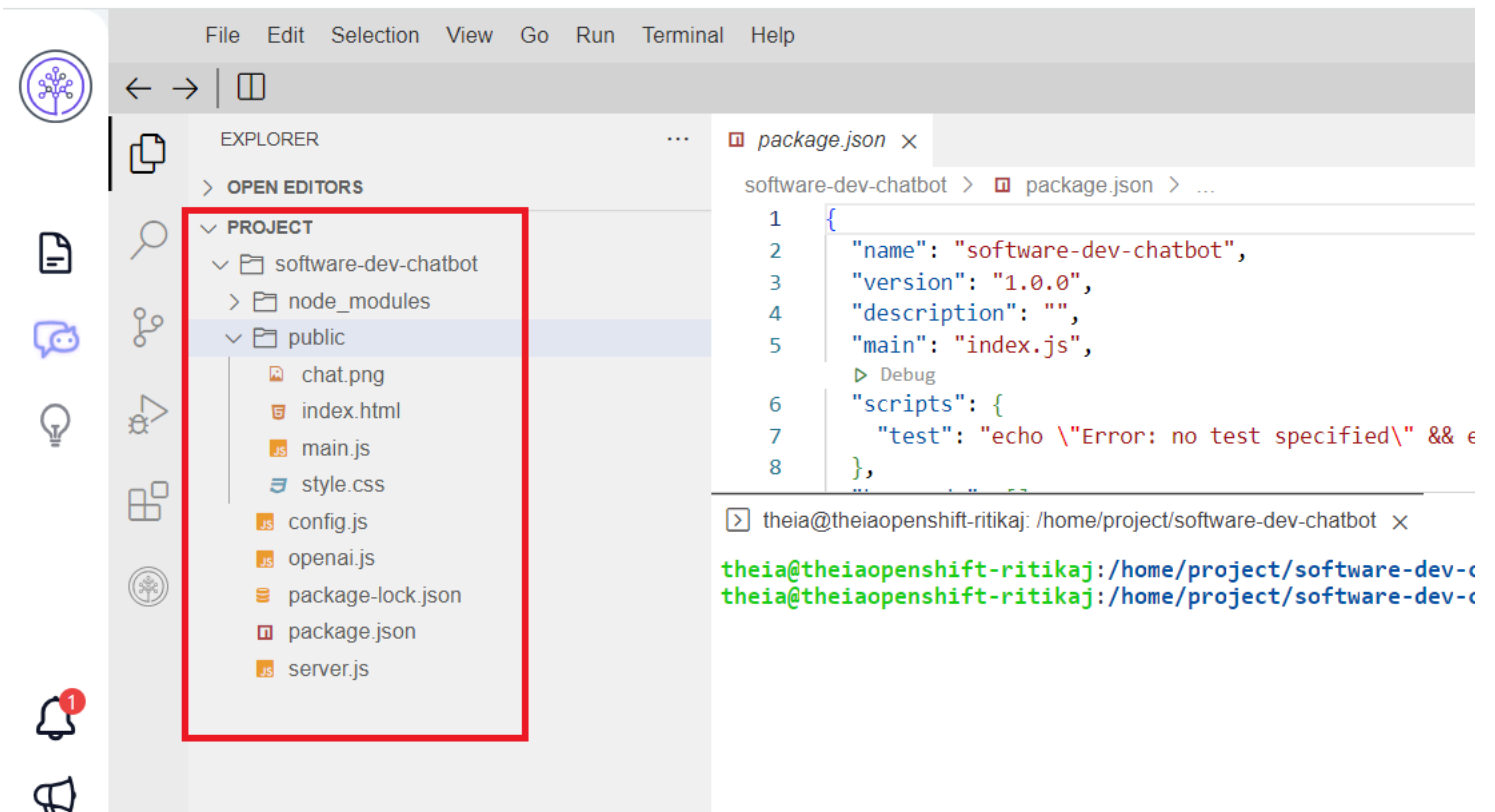 File Edit Selection View Go Run Terminal Help
EXPLORER
OPEN EDITORS
PROJECT
software-dev-chatbot
node_modules
public
chat.png
index.html
main.js
style.css
config.js
openai.js
package-lock.json
package.json
server.js
1
package.json
software-dev-chatbot > package.json > ...
1 {
2 "name": "software-dev-chatbot",
3 "version": "1.0.0",
4 "description": "",
5 "main": "index.js",
Debug
6 "scripts": {
7 "test": "echo \"Error: no test specified\" && e
8 },
theia@theiaopenshift-ritikaj: /home/project/software-dev-chatbot
theia@theiaopenshift-ritikaj:/home/project/software-dev-c
theia@theiaopenshift-ritikaj:/home/project/software-dev-c